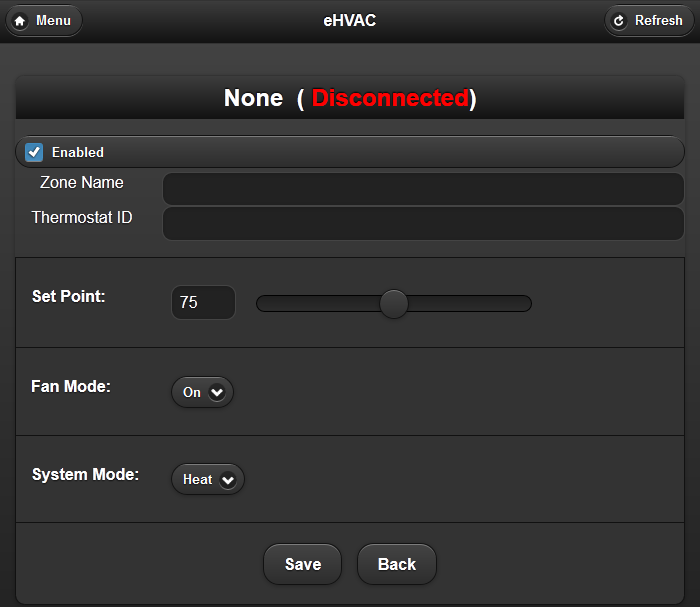 Menu
eHVAC
Refresh
None ( Disconnected)
Enabled
Zone Name
Thermostat ID
Set Point:
75
Fan Mode:
On
System Mode:
Heat
Save
Back